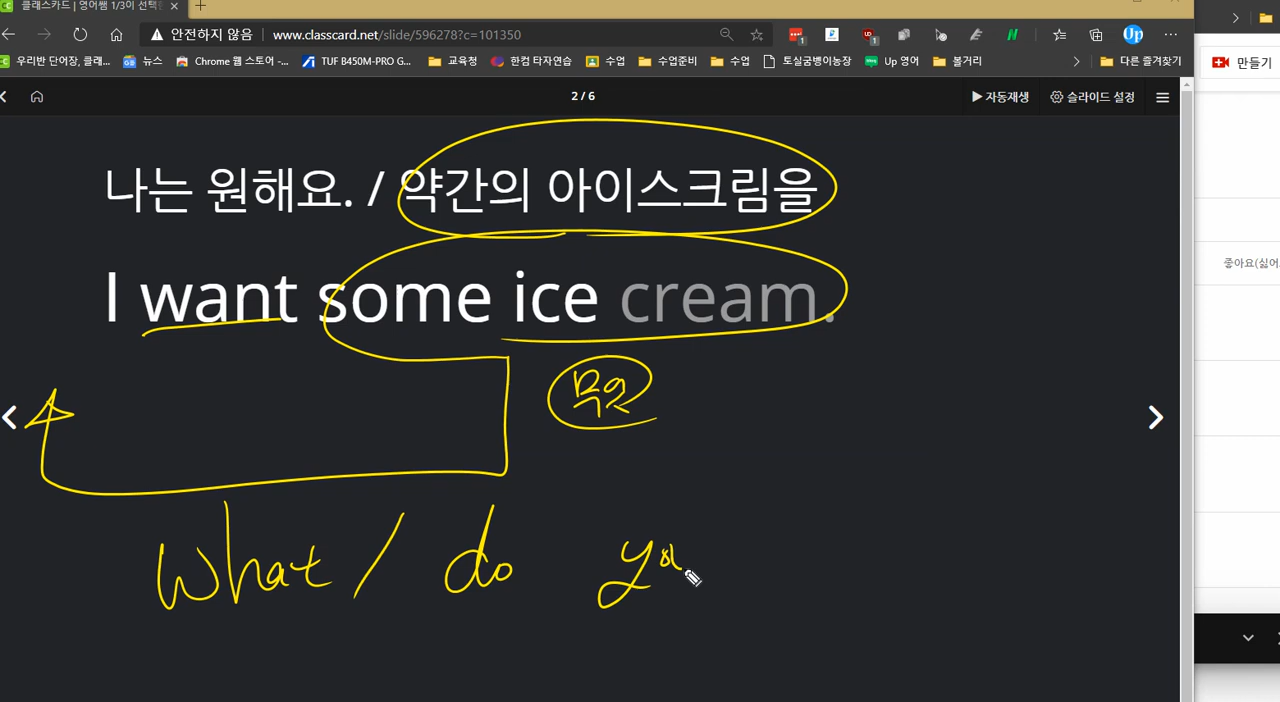 클래스카드 | 영어쌤 1/3이 선택한
안전하지 않음 | www.classcard.net/slide/596278?c=101350
우리반 단어장, 클래... 뉴스 Chrome 웹 스토어 -... TUF B450M-PRO G... 교육청 한컴 타자연습 수업 수업준비 수업 토실굼벵이농장 Up 영어 볼거리 다른 즐겨찾기
만들기
2 / 6 자동재생 슬라이드 설정
나는 원해요. / 약간의 아이스크림을
I want some ice cream.
좋아요(싫어
무엇
What / do you